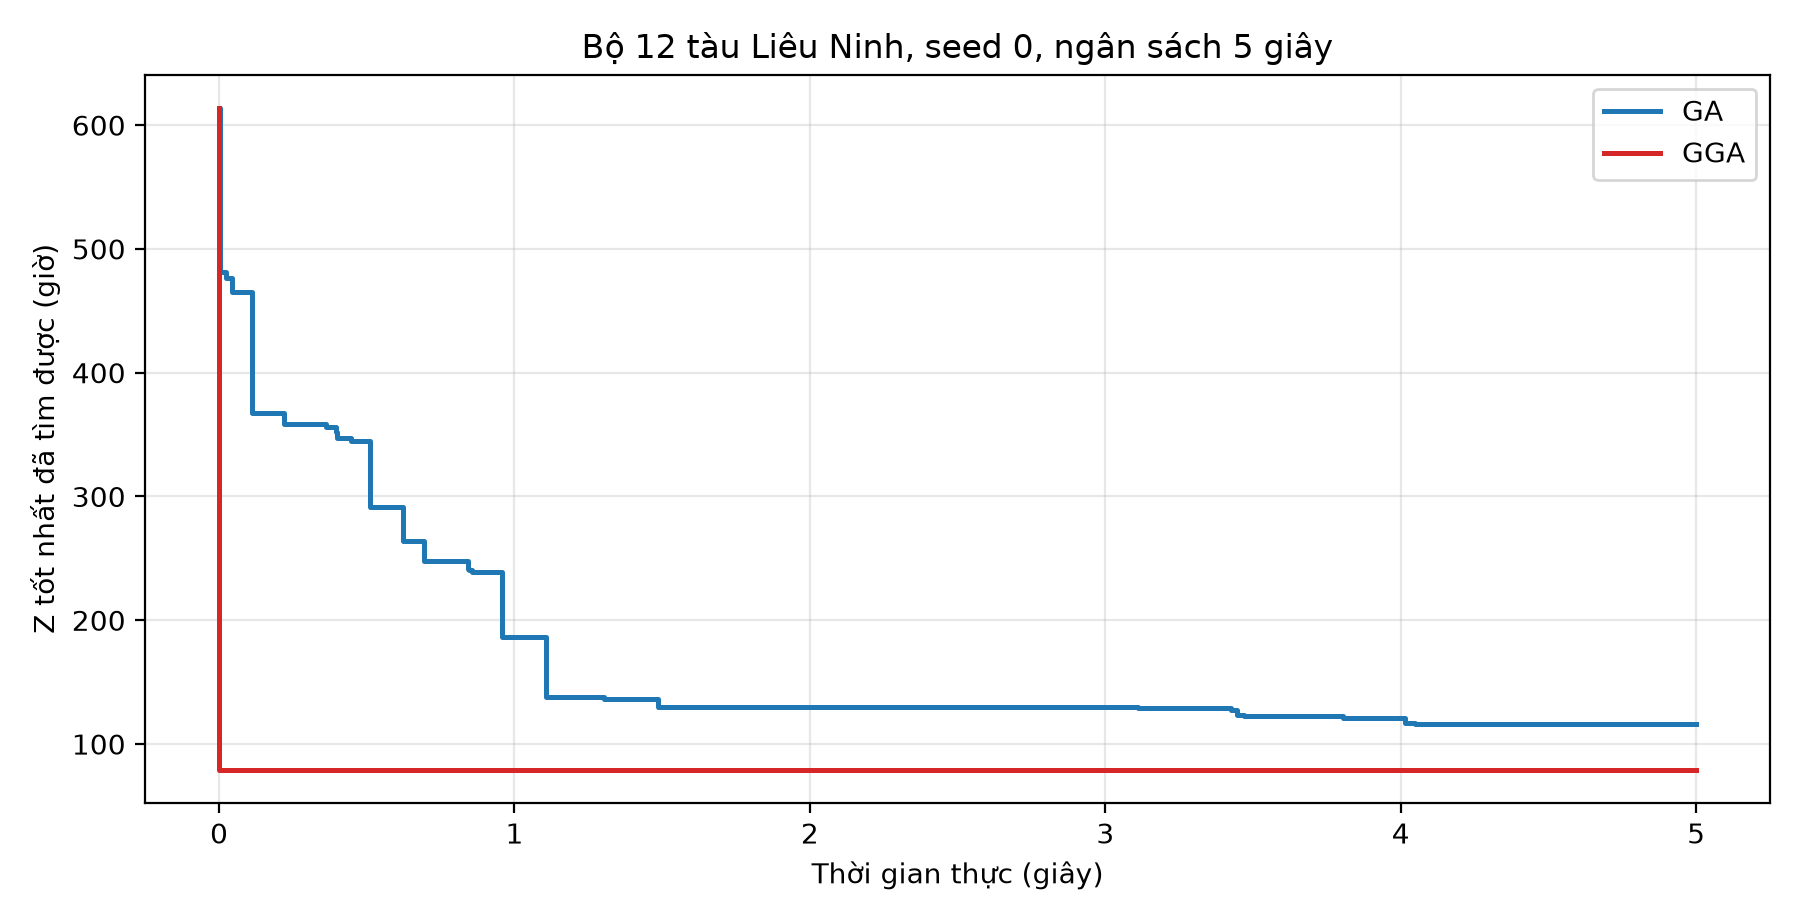 Bộ 12 tàu Liêu Ninh, seed 0, ngân sách 5 giây
GA
GGA
Z tốt nhất đã tìm được (giờ)
600
500
400
300
200
100
0 1 2 3 4 5
Thời gian thực (giây)